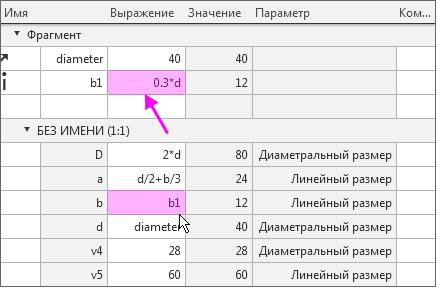 Имя Выражение Значение Параметр Ком...
Фрагмент
diameter 40 40
b1 0.3*d 12
БЕЗ ИМЕНИ (1:1)
D 2*d 80 Диаметральный размер
a d/2+b/3 24 Линейный размер
b b1 12 Линейный размер
d diameter 40 Диаметральный размер
v4 28 28 Диаметральный размер
v5 60 60 Линейный размер